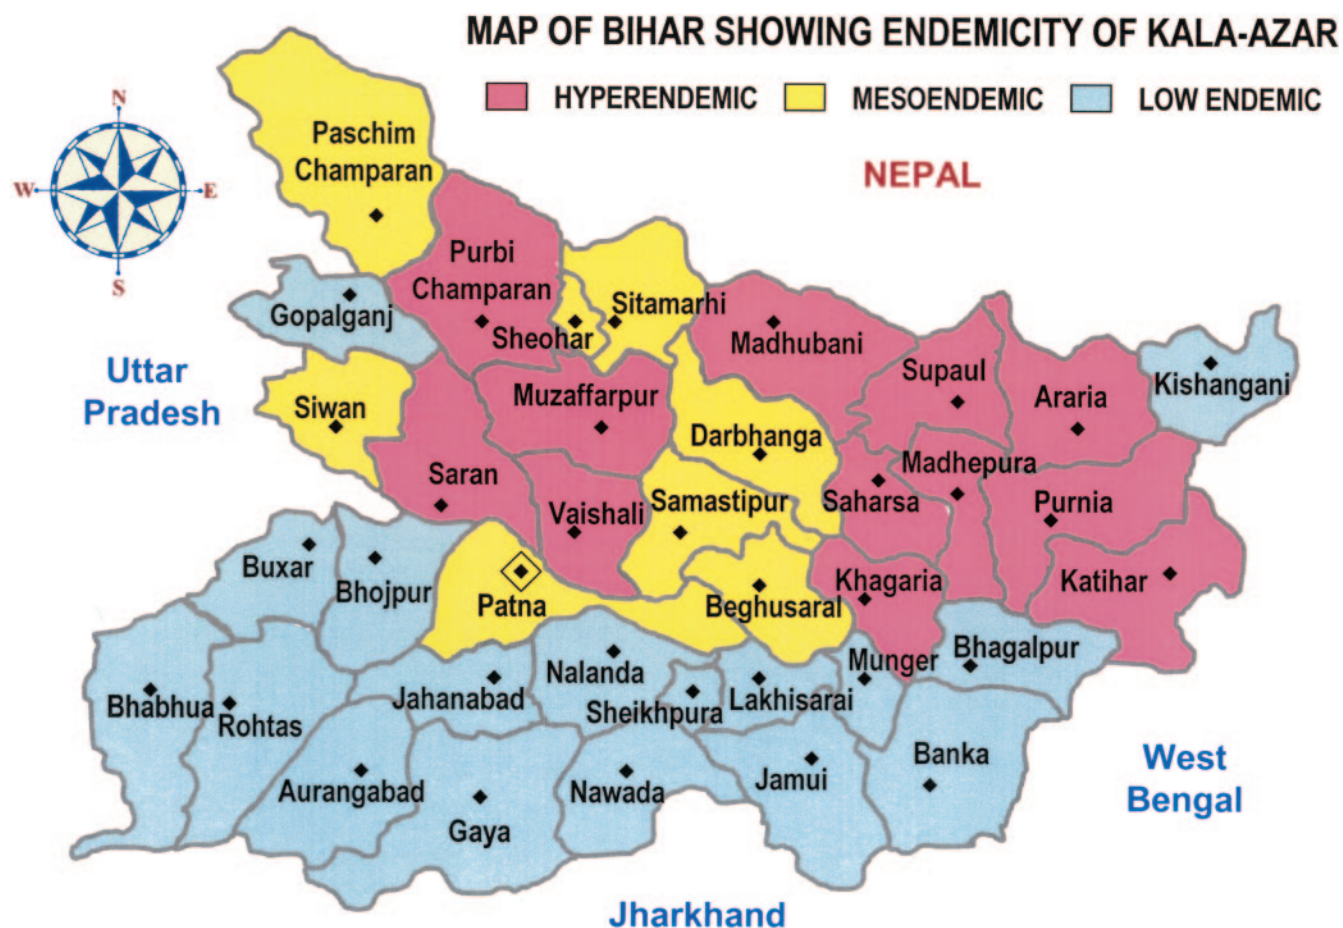 MAP OF BIHAR SHOWING ENDEMICITY OF KALA-AZAR
HYPERENDEMIC
MESOENDEMIC
LOW ENDEMIC
N
W
E
S
NEPAL
Paschim
Champaran
Purbi
Champaran
Gopalganj
Sheohar
Sitamarhi
Madhubani
Supaul
Araria
Kishangani
Uttar
Pradesh
Siwan
Muzaffarpur
Darbhanga
Saran
Vaishali
Samastipur
Saharsa
Madhepura
Purnia
Buxar
Bhojpur
Patna
Beghusaral
Khagaria
Katihar
Bhabhua
Rohtas
Jahanabad
Nalanda
Sheikhpura
Lakhisarai
Munger
Bhagalpur
Aurangabad
Gaya
Nawada
Jamui
Banka
West
Bengal
Jharkhand